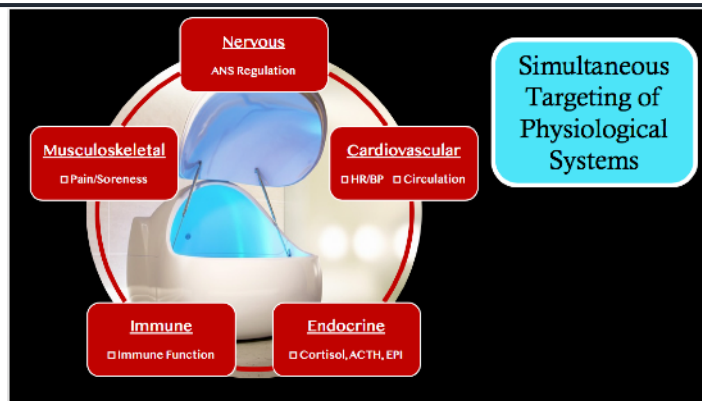 Nervous
ANS Regulation
Simultaneous
Targeting of
Physiological
Systems
Musculoskeletal
□ Pain/Soreness
Cardiovascular
□ HR/BP □ Circulation
Immune
□ Immune Function
Endocrine
□ Cortisol, ACTH, EPI